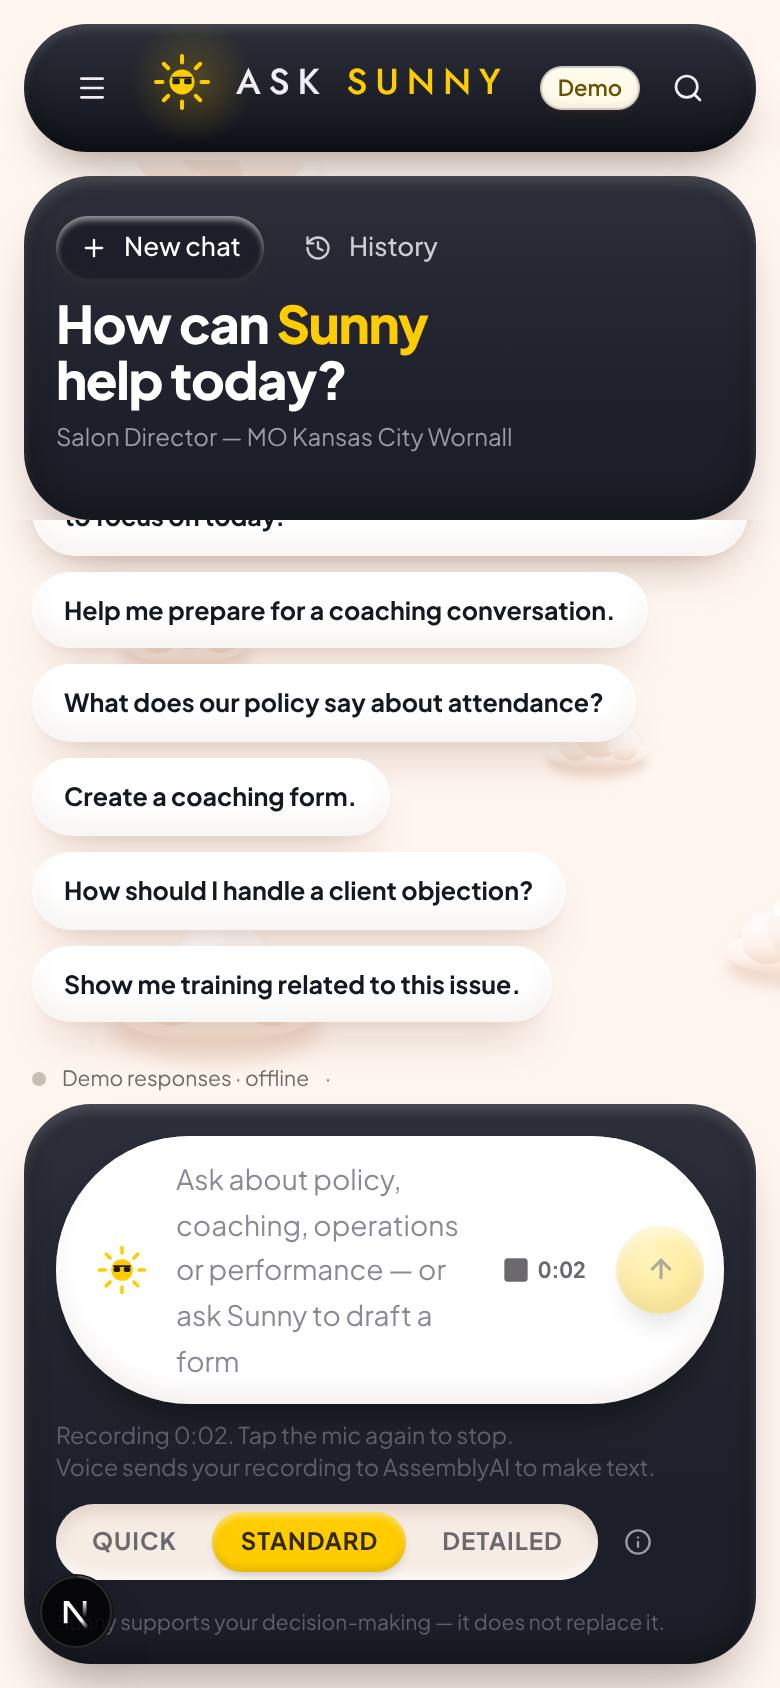 ASK SUNNY
Demo
New chat
History
How can Sunny
help today?
Salon Director — MO Kansas City Wornall
to focus on today.
Help me prepare for a coaching conversation.
What does our policy say about attendance?
Create a coaching form.
How should I handle a client objection?
Show me training related to this issue.
Demo responses · offline ·
Ask about policy,
coaching, operations
or performance — or
ask Sunny to draft a
form
0:02
Recording 0:02. Tap the mic again to stop.
Voice sends your recording to AssemblyAI to make text.
QUICK
STANDARD
DETAILED
N
supports your decision-making — it does not replace it.